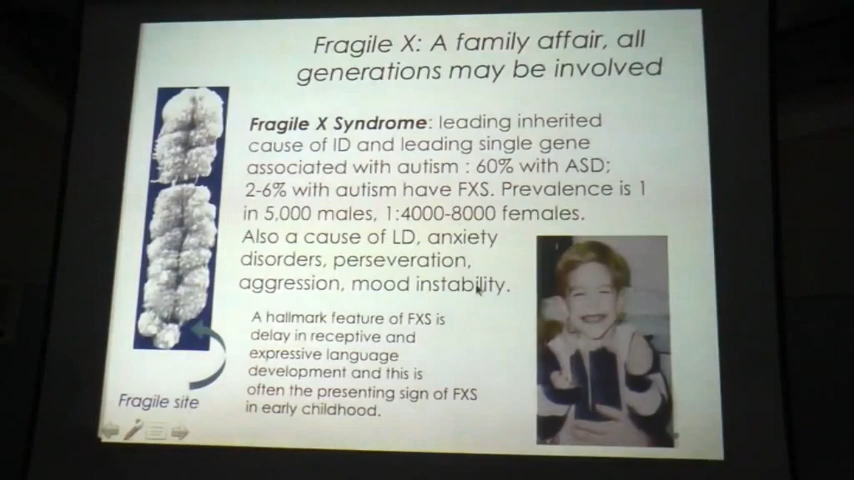 Fragile X: A family affair, all
generations may be involved
Fragile X Syndrome: leading inherited
cause of ID and leading single gene
associated with autism : 60% with ASD;
2-6% with autism have FXS. Prevalence is 1
in 5,000 males, 1:4000-8000 females.
Also a cause of LD, anxiety
disorders, perseveration,
aggression, mood instability.
A hallmark feature of FXS is
delay in receptive and
expressive language
development and this is
often the presenting sign of FXS
in early childhood.
Fragile site